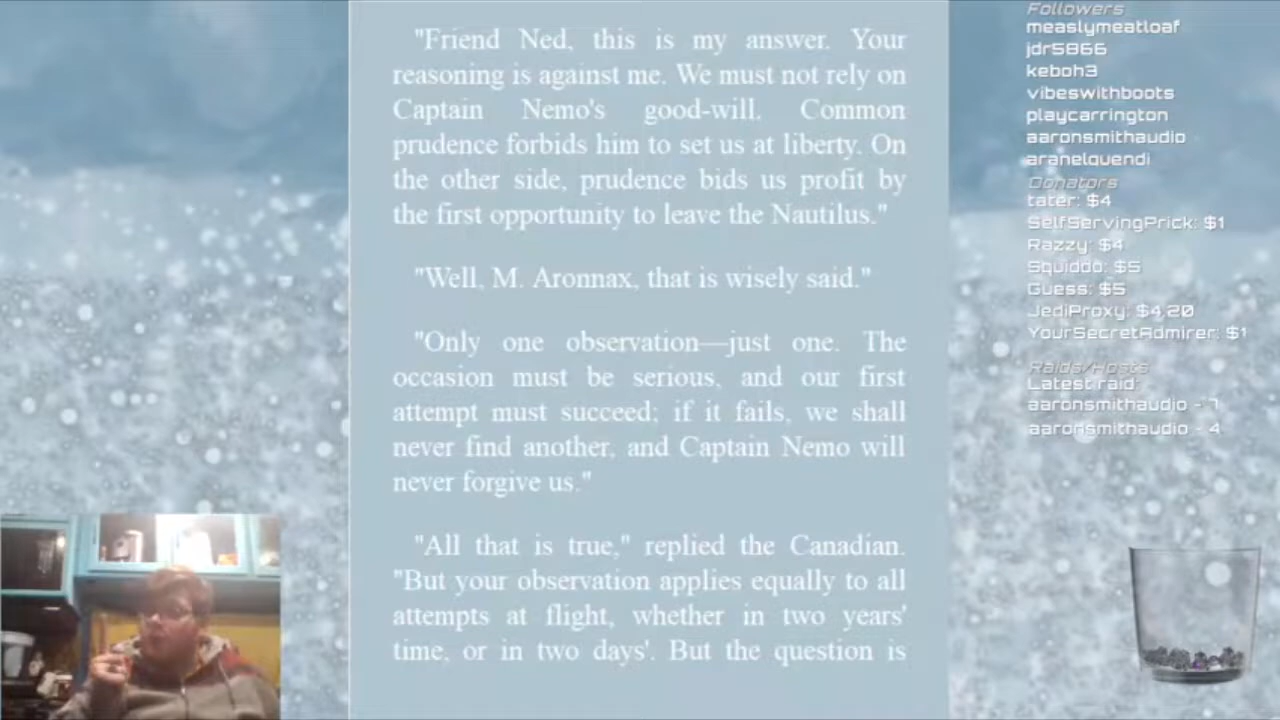 "Friend Ned, this is my answer. Your
reasoning is against me. We must not rely on
Captain Nemo's good-will. Common
prudence forbids him to set us at liberty. On
the other side, prudence bids us profit by
the first opportunity to leave the Nautilus."
"Well, M. Aronnax, that is wisely said."
"Only one observation—just one. The
occasion must be serious, and our first
attempt must succeed; if it fails, we shall
never find another, and Captain Nemo will
never forgive us."
"All that is true," replied the Canadian.
"But your observation applies equally to all
attempts at flight, whether in two years'
time, or in two days'. But the question is
Followers
measlymeatloaf
jdr5866
keboh3
vibeswithboots
playcarrington
aaronsmithaudio
aranelquendi
Donators
tater: $4
SelfServingPrick: $1
Razzy: $4
Squiddo: $5
Guess: $5
JediProxy: $4.20
YourSecretAdmirer: $1
Raids/Hosts
Latest raid:
aaronsmithaudio - 7
aaronsmithaudio - 4